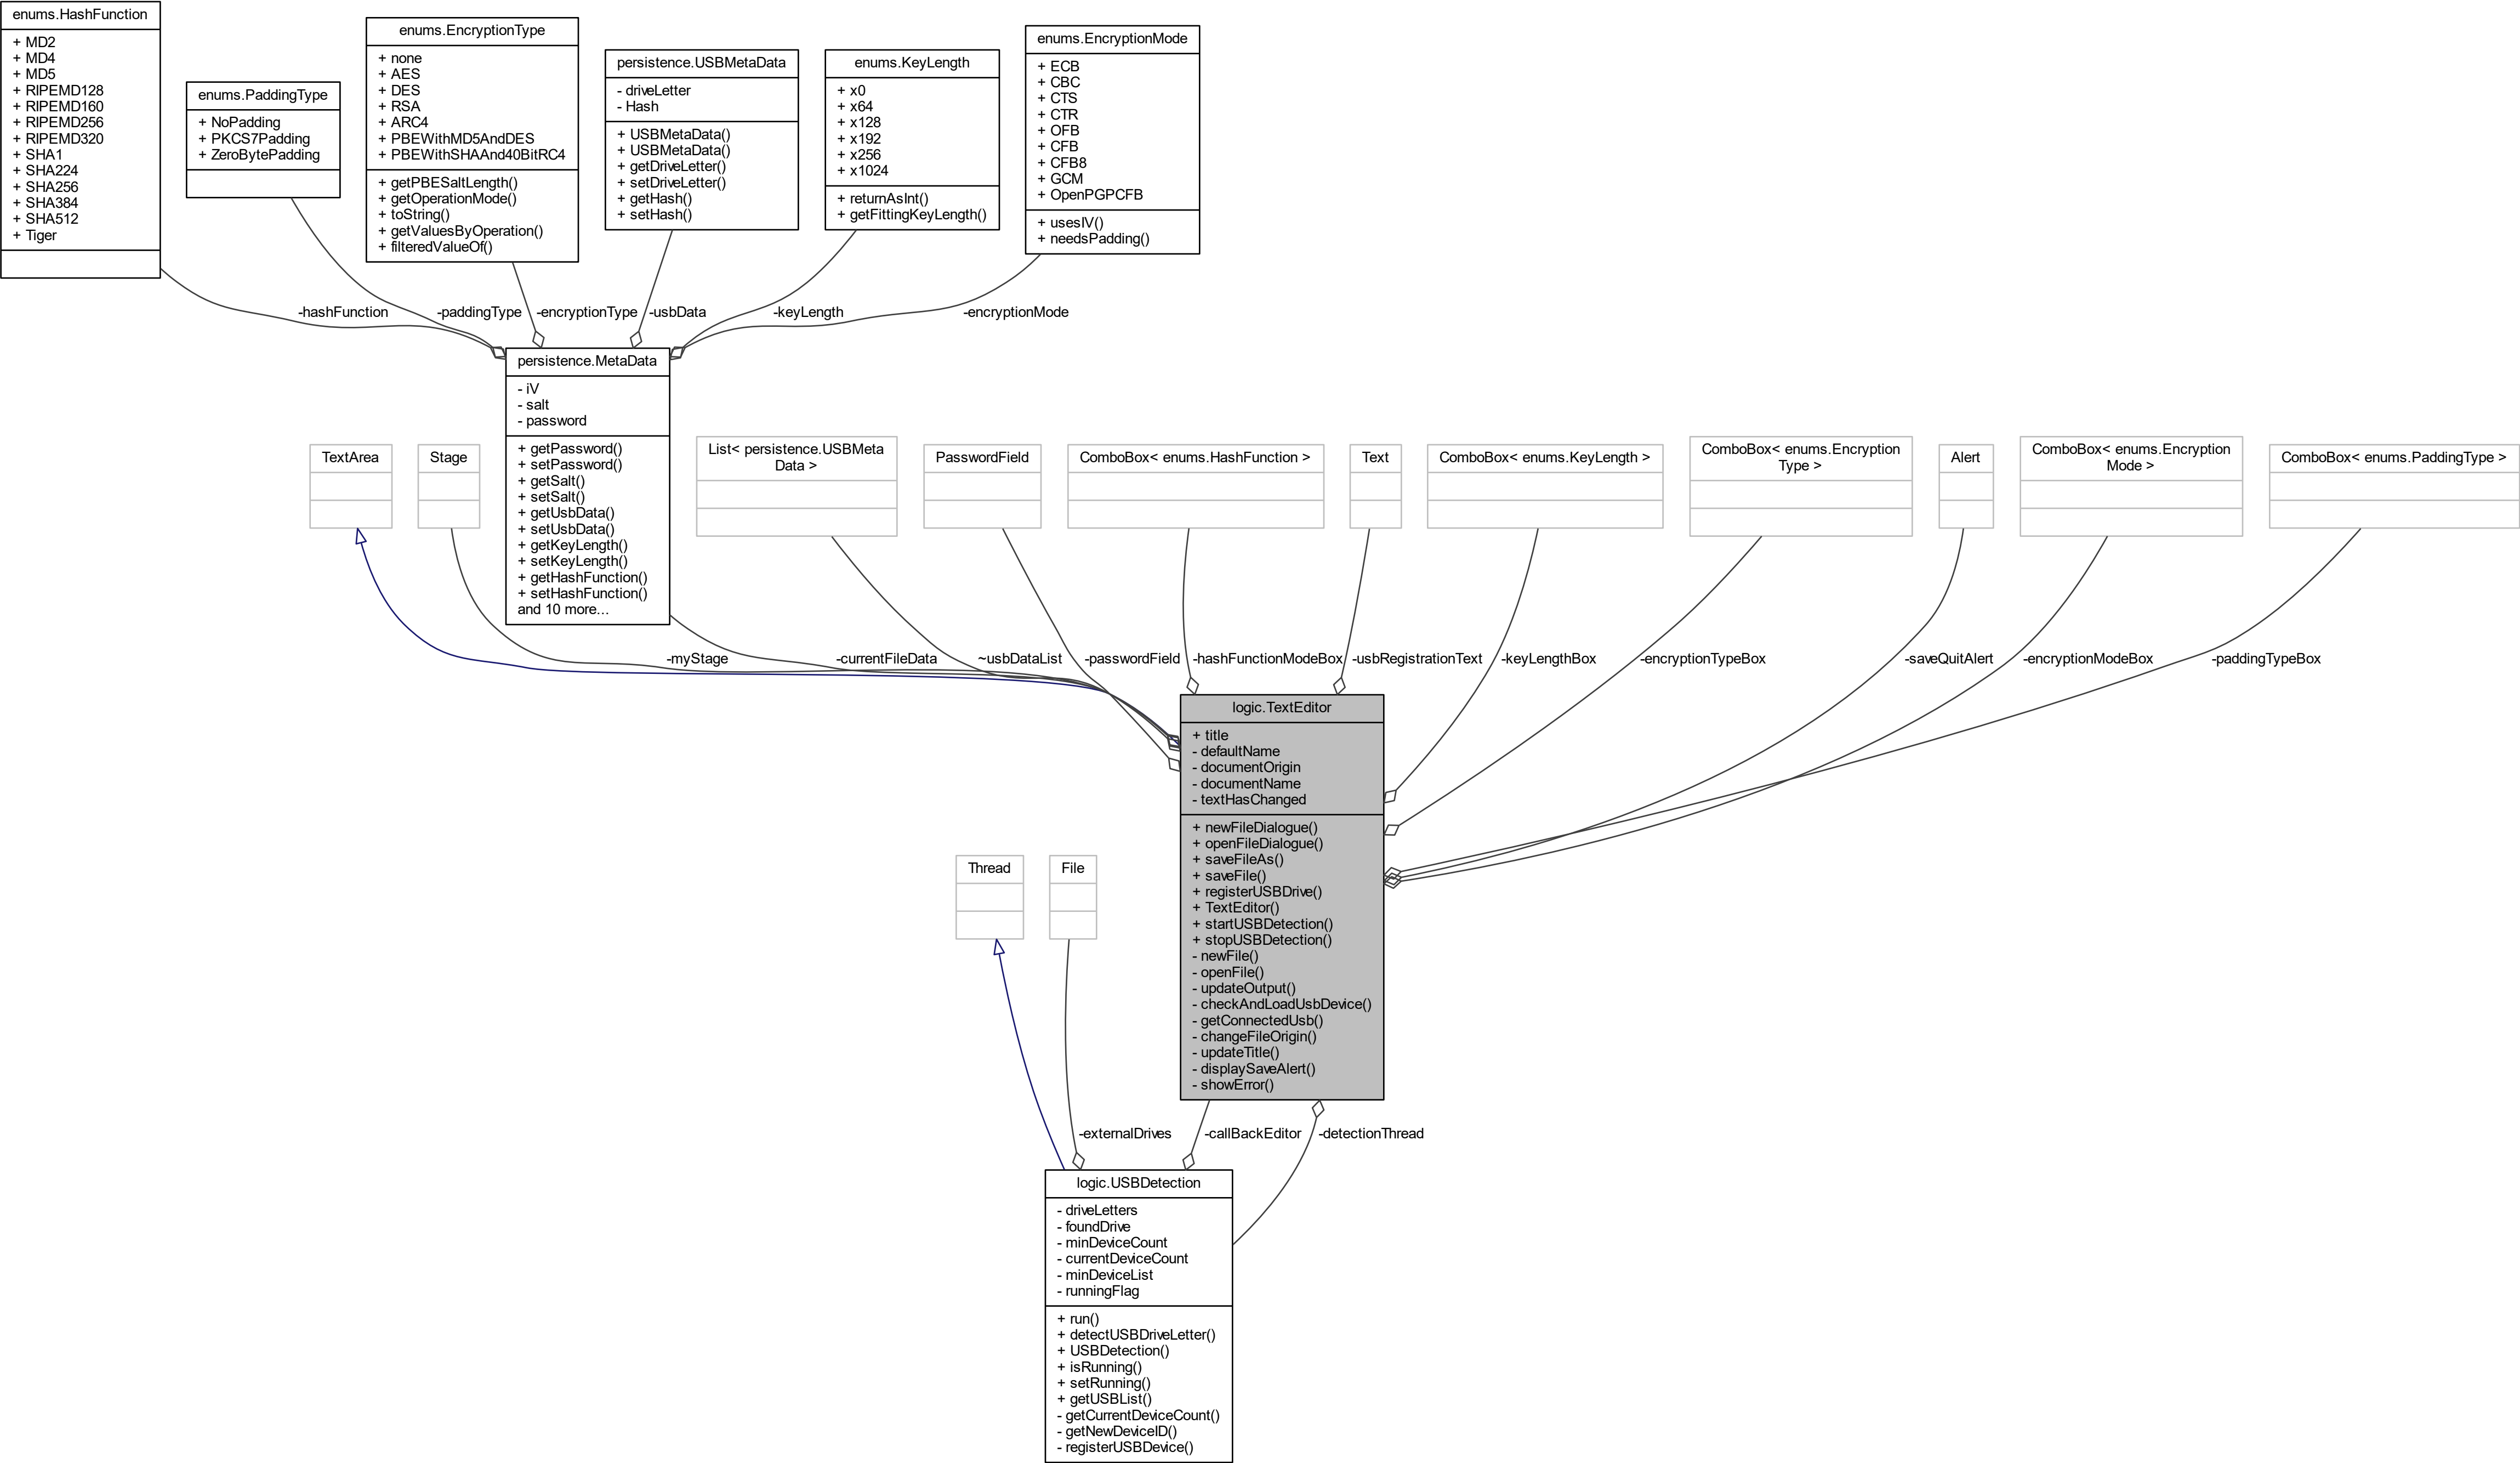 enums.HashFunction
+ MD2
+ MD4
+ MD5
+ RIPEMD128
+ RIPEMD160
+ RIPEMD256
+ RIPEMD320
+ SHA1
+ SHA224
+ SHA256
+ SHA384
+ SHA512
+ Tiger
enums.PaddingType
+ NoPadding
+ PKCS7Padding
+ ZeroBytePadding
enums.EncryptionType
+ none
+ AES
+ DES
+ RSA
+ ARC4
+ PBEWithMD5AndDES
+ PBEWithSHAAnd40BitRC4
+ getPBESaltLength()
+ getOperationMode()
+ toString()
+ getValuesByOperation()
+ filteredValueOf()
persistence.USBMetaData
- driveLetter
- Hash
+ USBMetaData()
+ USBMetaData()
+ getDriveLetter()
+ setDriveLetter()
+ getHash()
+ setHash()
enums.KeyLength
+ x0
+ x64
+ x128
+ x192
+ x256
+ x1024
+ returnAsInt()
+ getFittingKeyLength()
enums.EncryptionMode
+ ECB
+ CBC
+ CTS
+ CTR
+ OFB
+ CFB
+ CFB8
+ GCM
+ OpenPGPCFB
+ usesIV()
+ needsPadding()
-hashFunction
-paddingType
-encryptionType
-usbData
-keyLength
-encryptionMode
persistence.MetaData
- iV
- salt
- password
+ getPassword()
+ setPassword()
+ getSalt()
+ setSalt()
+ getUsbData()
+ setUsbData()
+ getKeyLength()
+ setKeyLength()
+ getHashFunction()
+ setHashFunction()
and 10 more...
TextArea
Stage
List< persistence.USBMeta
Data >
PasswordField
ComboBox< enums.HashFunction >
Text
ComboBox< enums.KeyLength >
ComboBox< enums.Encryption
Type >
Alert
ComboBox< enums.Encryption
Mode >
ComboBox< enums.PaddingType >
-myStage
-currentFileData
~usbDataList
-passwordField
-hashFunctionModeBox
-usbRegistrationText
-keyLengthBox
-encryptionTypeBox
-saveQuitAlert
-encryptionModeBox
-paddingTypeBox
logic.TextEditor
+ title
- defaultName
- documentOrigin
- documentName
- textHasChanged
+ newFileDialogue()
+ openFileDialogue()
+ saveFileAs()
+ saveFile()
+ registerUSBDrive()
+ TextEditor()
+ startUSBDetection()
+ stopUSBDetection()
- newFile()
- openFile()
- updateOutput()
- checkAndLoadUsbDevice()
- getConnectedUsb()
- changeFileOrigin()
- updateTitle()
- displaySaveAlert()
- showError()
Thread
File
-externalDrives
-callBackEditor
-detectionThread
logic.USBDetection
- driveLetters
- foundDrive
- minDeviceCount
- currentDeviceCount
- minDeviceList
- runningFlag
+ run()
+ detectUSBDriveLetter()
+ USBDetection()
+ isRunning()
+ setRunning()
+ getUSBList()
- getCurrentDeviceCount()
- getNewDeviceID()
- registerUSBDevice()